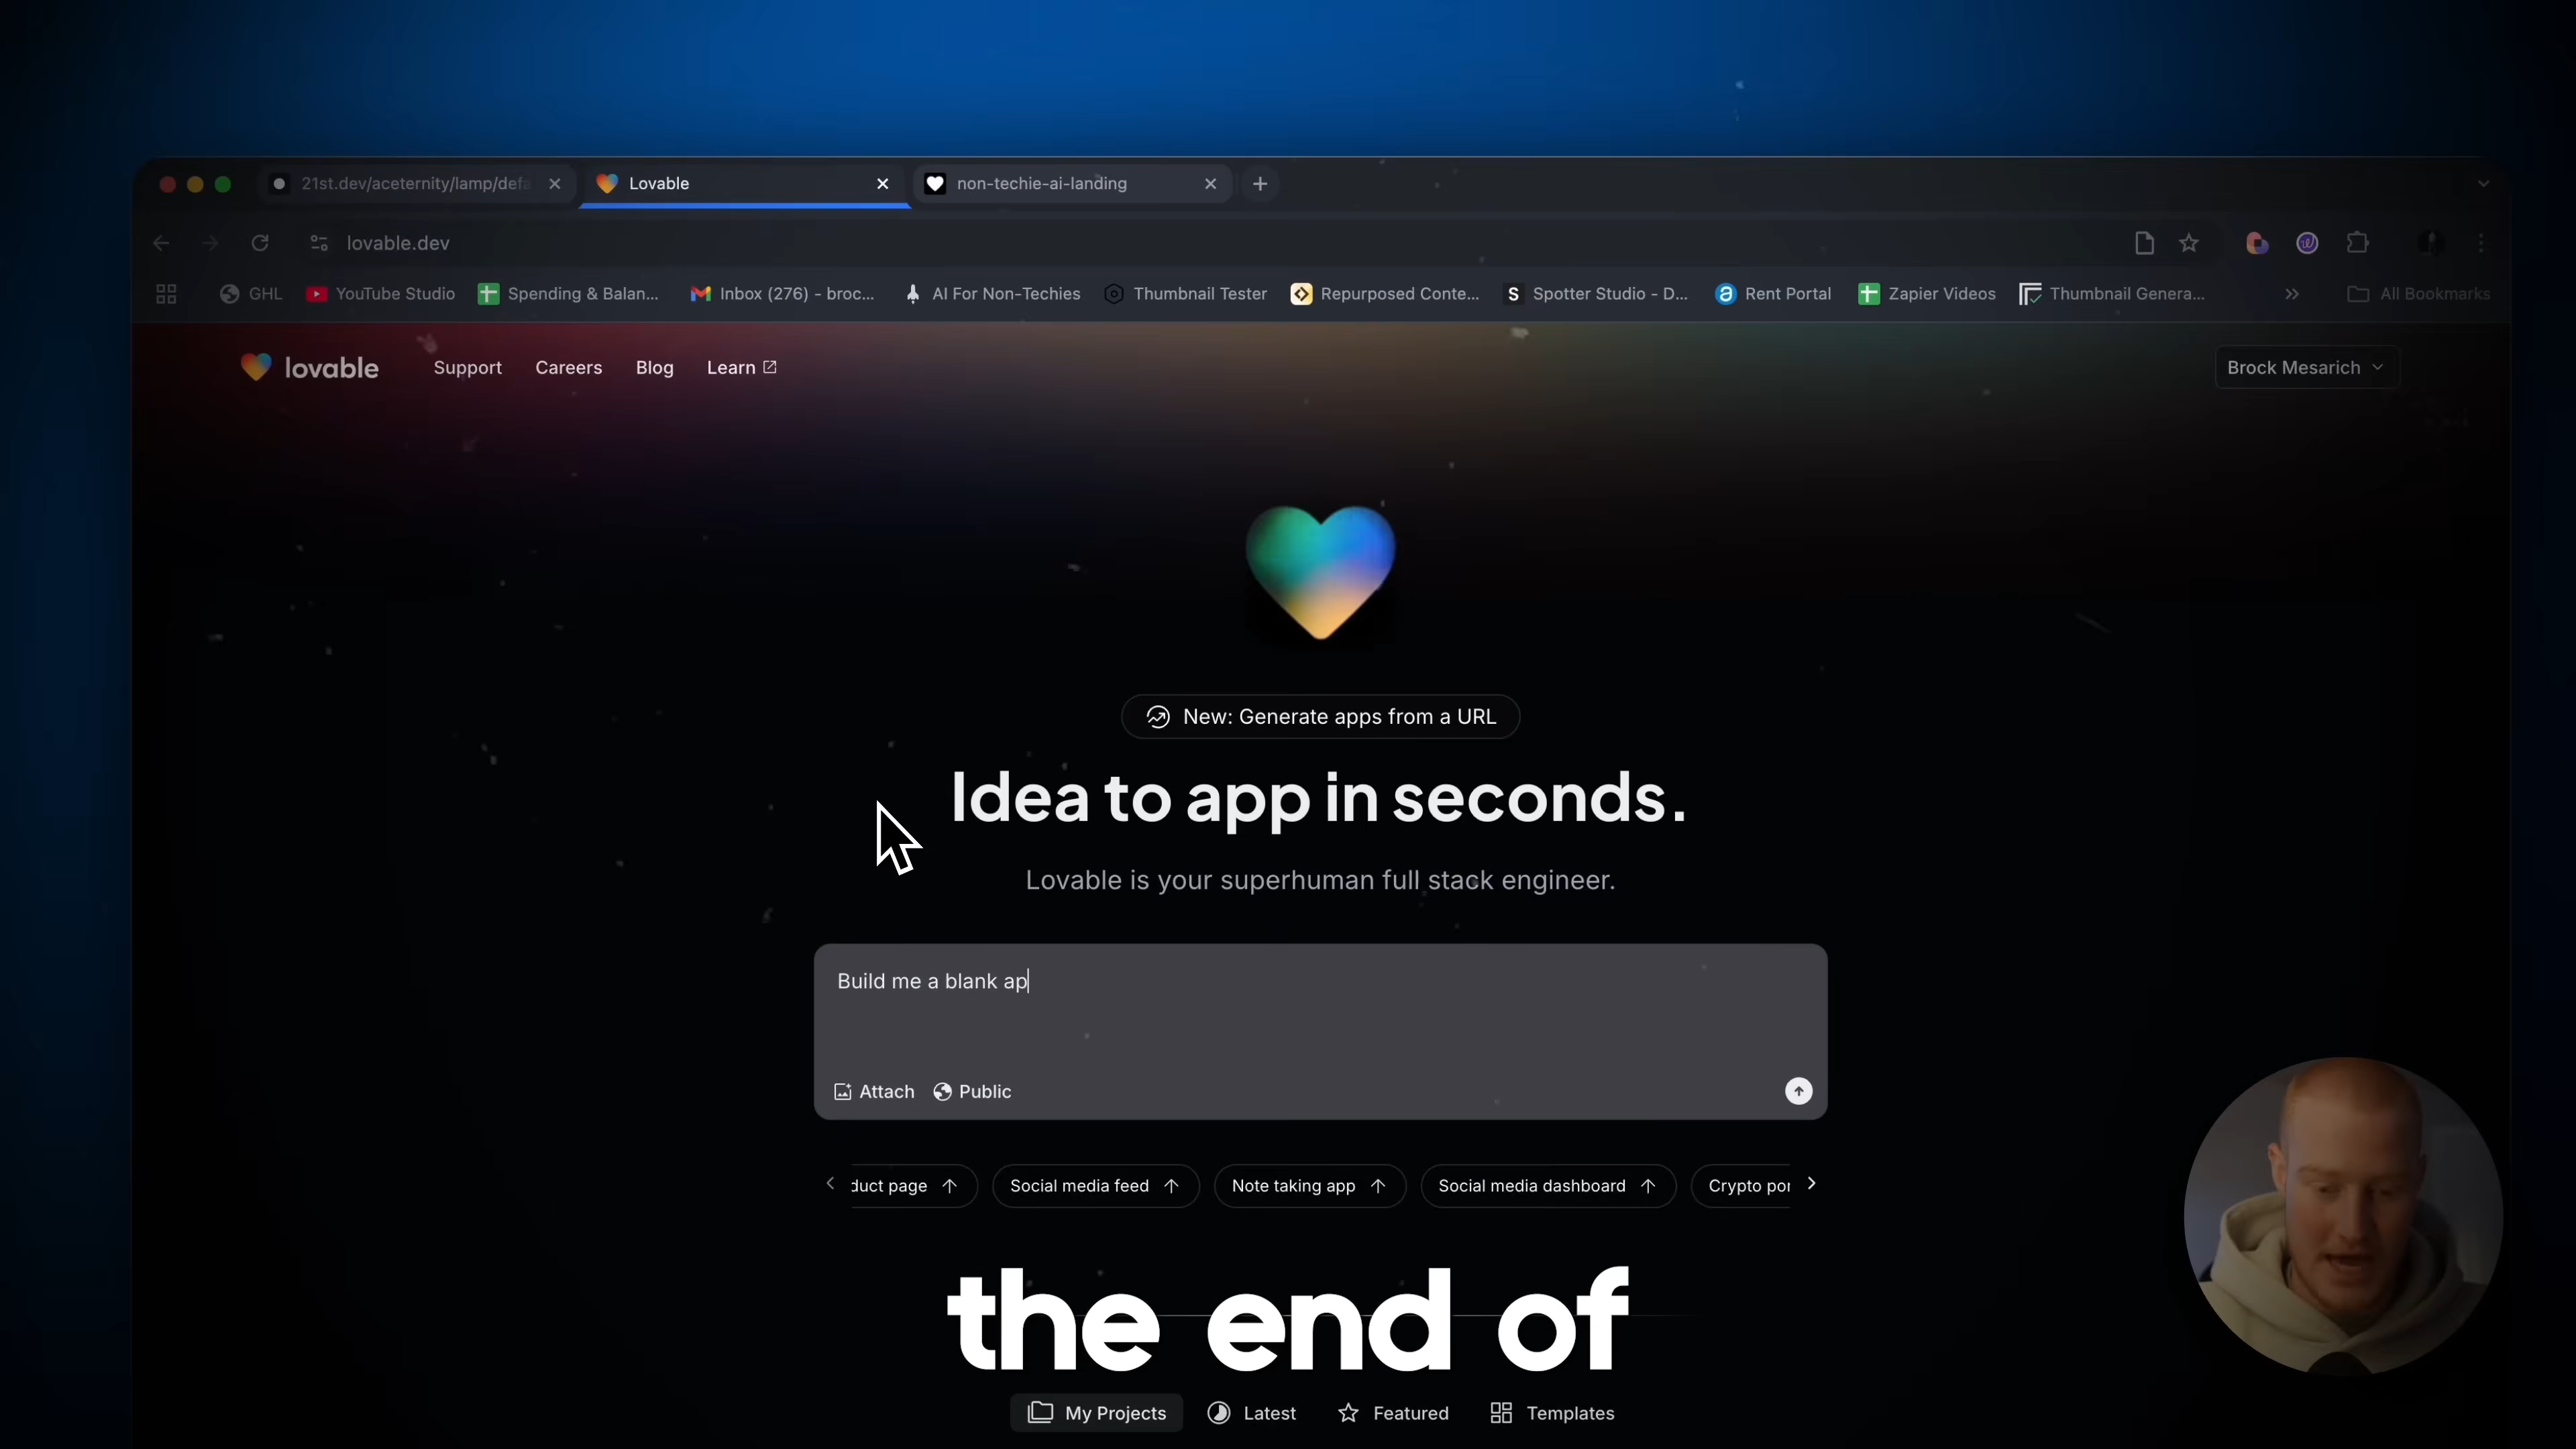 21st.dev/aceternity/lamp/defa
Lovable
non-techie-ai-landing
lovable.dev
GHL
YouTube Studio
Spending & Balan...
Inbox (276) - broc...
AI For Non-Techies
Thumbnail Tester
Repurposed Conte...
Spotter Studio - D...
Rent Portal
Zapier Videos
Thumbnail Genera...
All Bookmarks
lovable
Support
Careers
Blog
Learn
Brock Mesarich
New: Generate apps from a URL
Idea to app in seconds.
Lovable is your superhuman full stack engineer.
Build me a blank ap
Attach
Public
duct page
Social media feed
Note taking app
Social media dashboard
Crypto por
the end of
My Projects
Latest
Featured
Templates